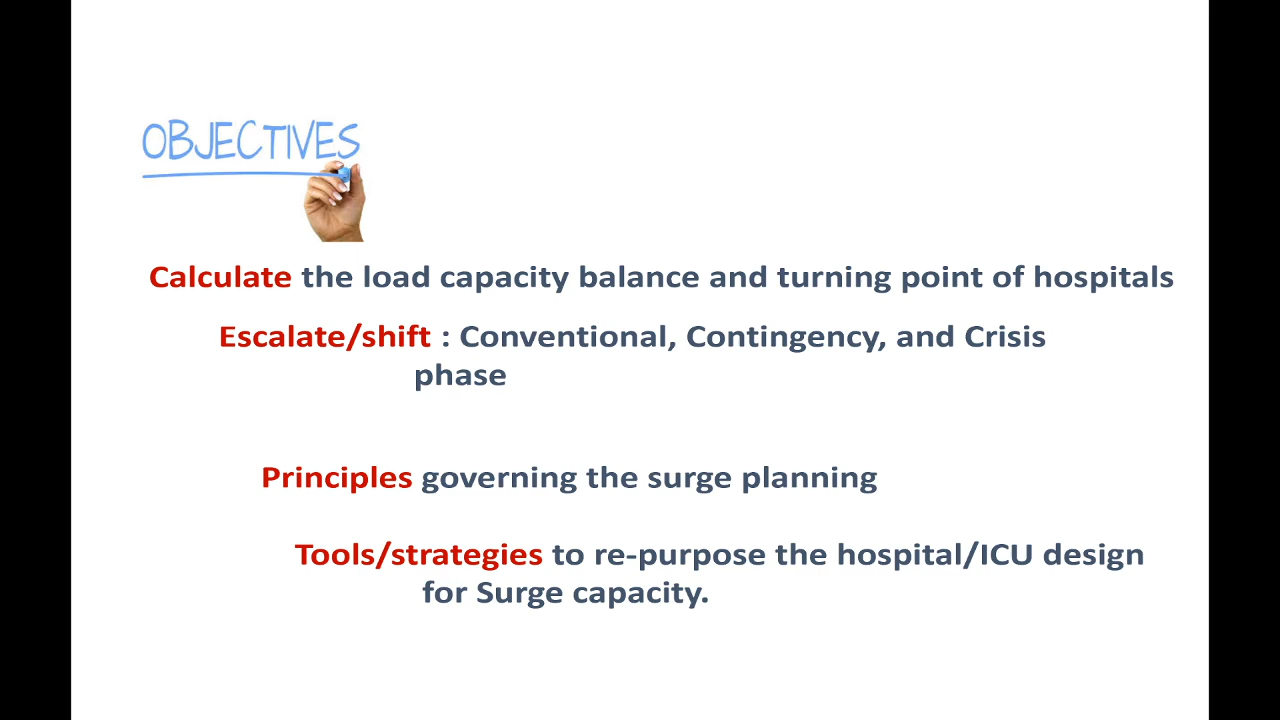 OBJECTIVES
Calculate the load capacity balance and turning point of hospitals
Escalate/shift : Conventional, Contingency, and Crisis
phase
Principles governing the surge planning
Tools/strategies to re-purpose the hospital/ICU design
for Surge capacity.